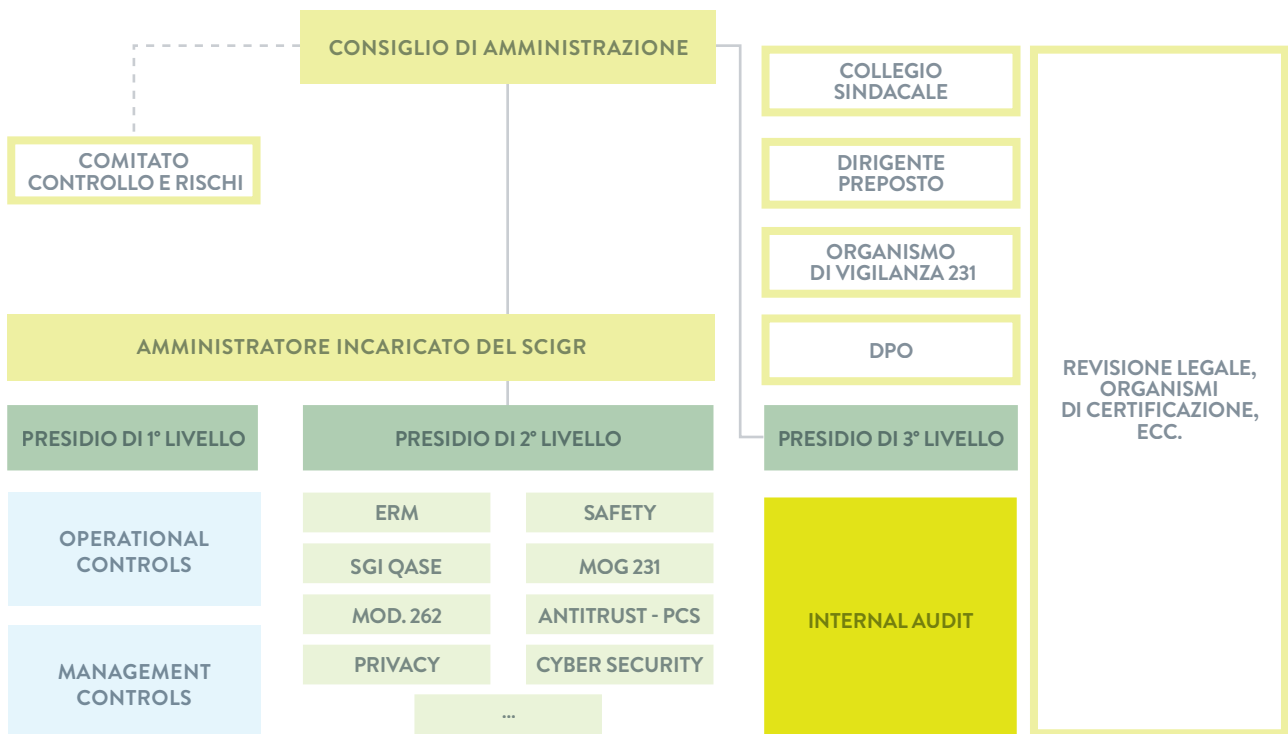 CONSIGLIO DI AMMINISTRAZIONE
COMITATO
CONTROLLO E RISCHI
COLLEGIO
SINDACALE
DIRIGENTE
PREPOSTO
ORGANISMO
DI VIGILANZA 231
DPO
REVISIONE LEGALE,
ORGANISMI
DI CERTIFICAZIONE,
ECC.
AMMINISTRATORE INCARICATO DEL SCIGR
PRESIDIO DI 1° LIVELLO
OPERATIONAL
CONTROLS
MANAGEMENT
CONTROLS
PRESIDIO DI 2° LIVELLO
ERM
SAFETY
SGI QASE
MOG 231
MOD. 262
ANTITRUST - PCS
PRIVACY
CYBER SECURITY
...
PRESIDIO DI 3° LIVELLO
INTERNAL AUDIT